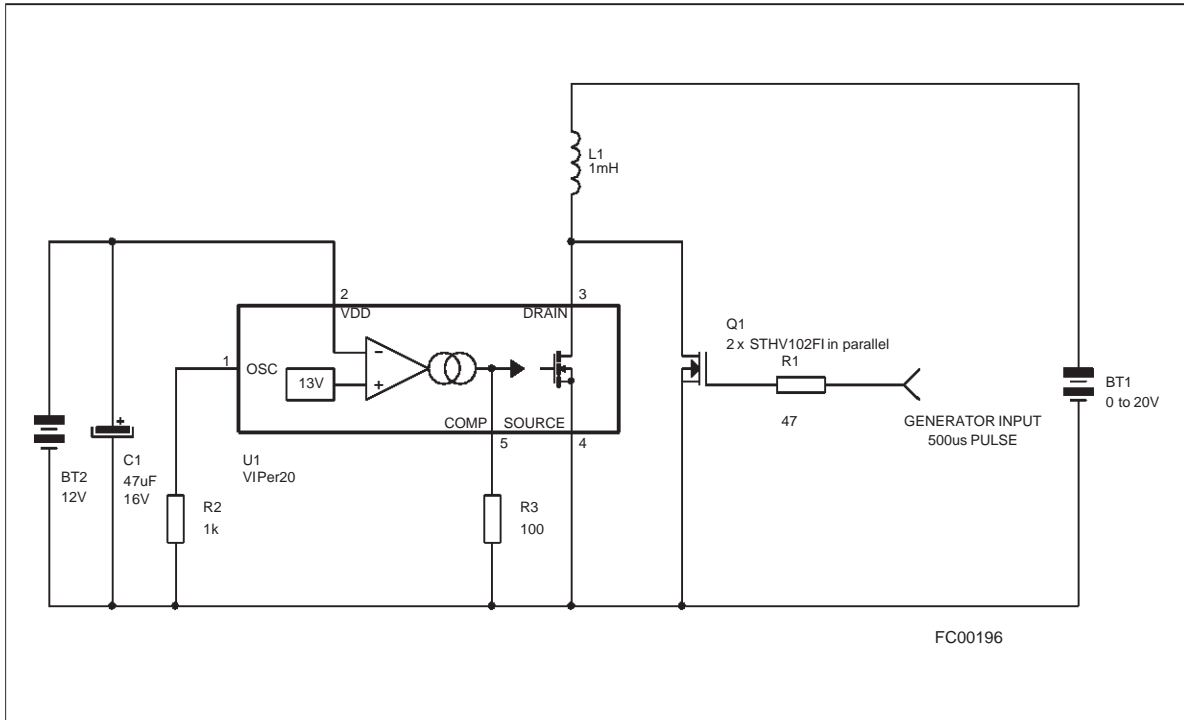 L1
1mH
2
VDD
3
DRAIN
1
OSC
13V
−
+
COMP
SOURCE
5
4
U1
VIPer20
BT2
12V
+
C1
47uF
16V
R2
1k
R3
100
Q1
2 x STHV102FI in parallel
R1
47
GENERATOR INPUT
500us PULSE
BT1
0 to 20V
FC00196